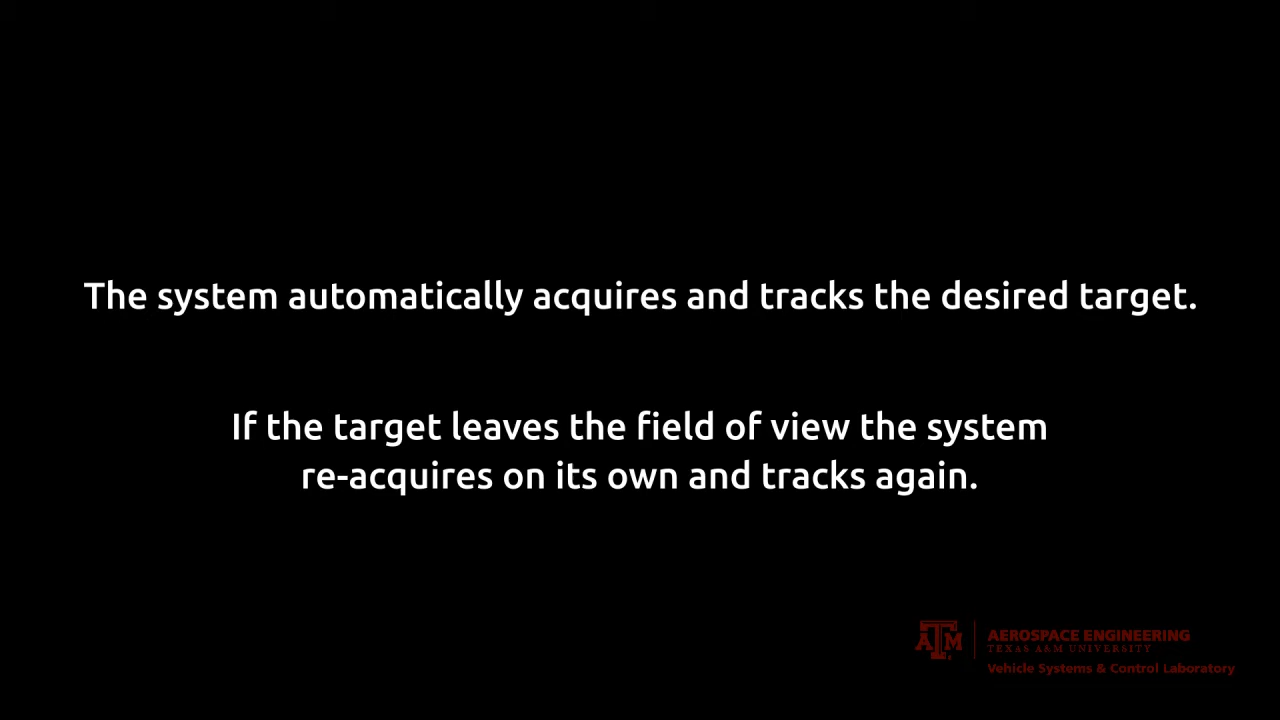 The system automatically acquires and tracks the desired target.
If the target leaves the field of view the system
re-acquires on its own and tracks again.
ATM
AEROSPACE ENGINEERING
TEXAS A&M UNIVERSITY
Vehicle Systems & Control Laboratory